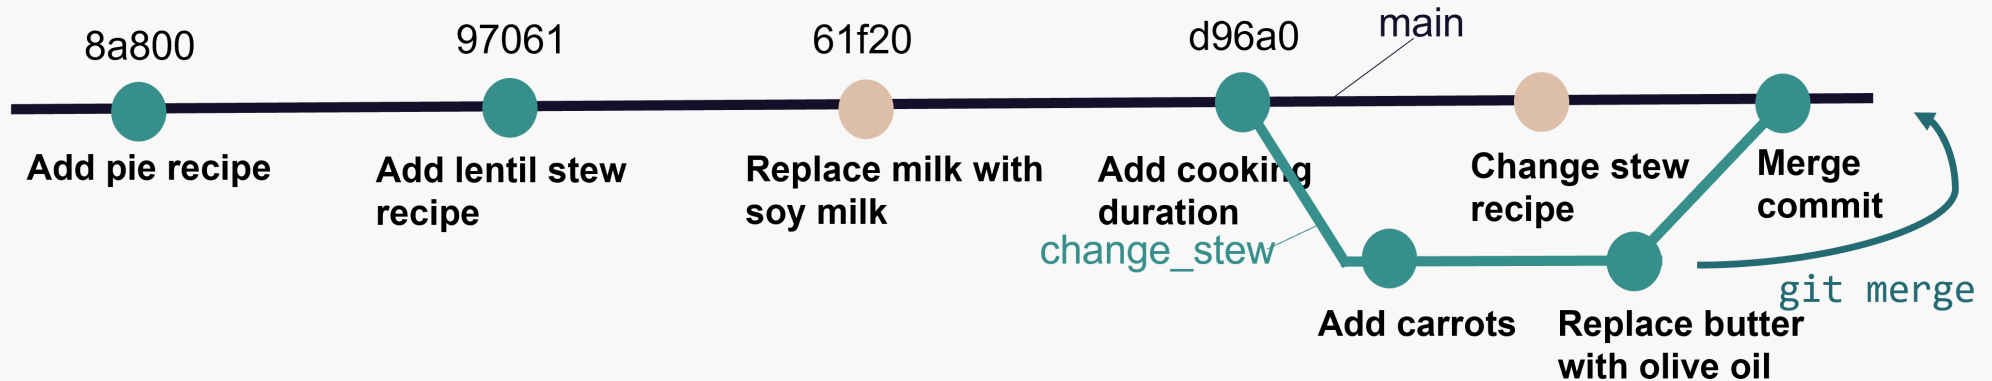 8a800
97061
61f20
d96a0
main
Add pie recipe
Add lentil stew
recipe
Replace milk with
soy milk
Add cooking
duration
Change stew
recipe
Merge
commit
change_stew
git merge
Add carrots
Replace butter
with olive oil